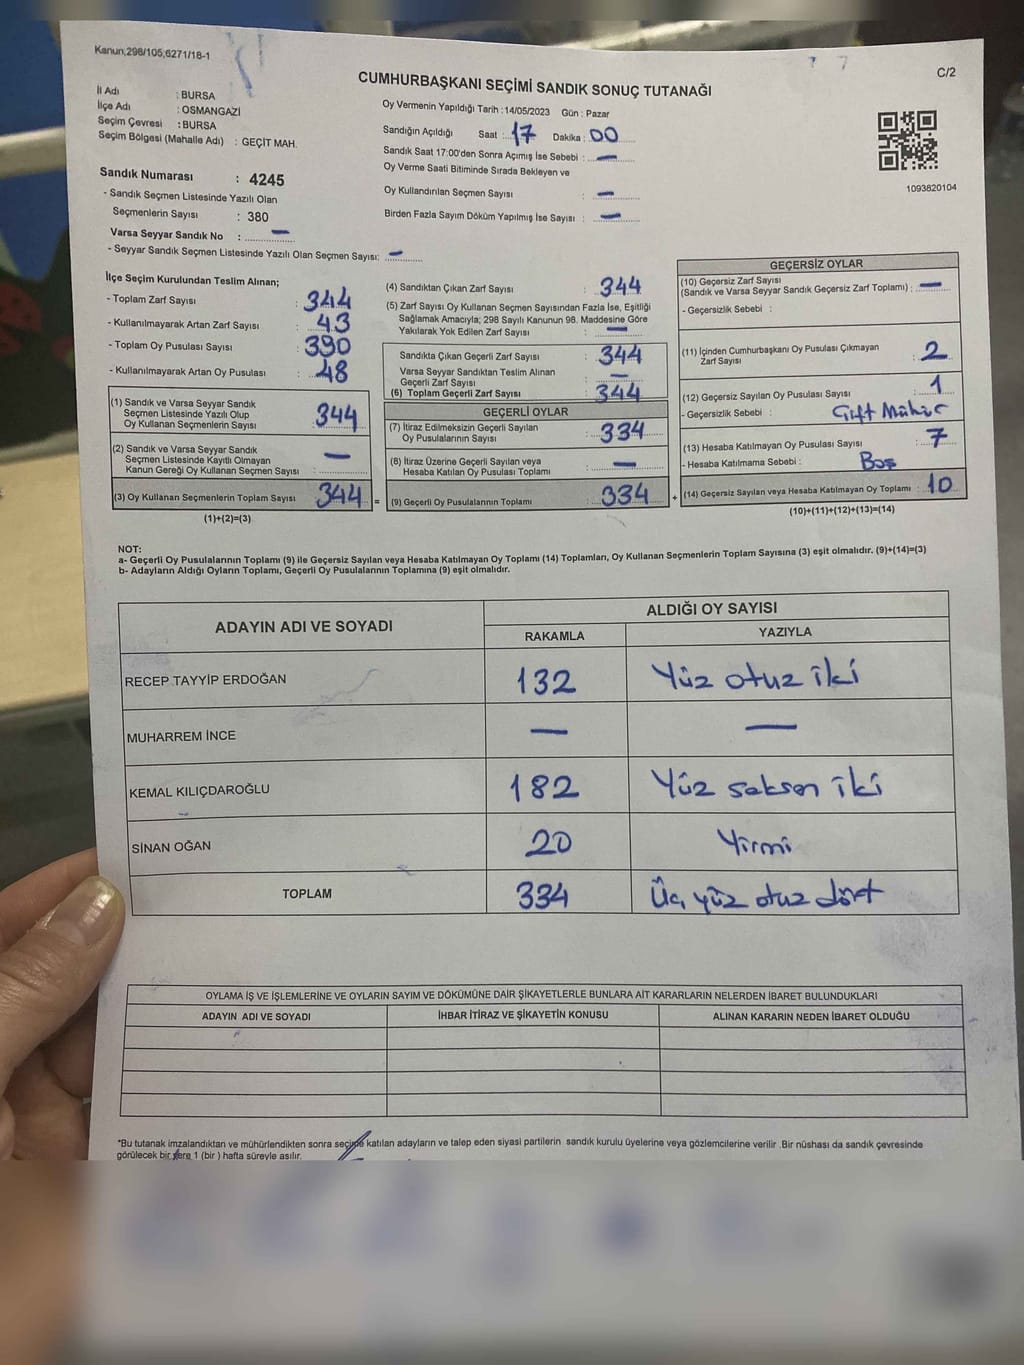 Kanun,298/105,6271/18-1
C/2
CUMHURBAŞKANI SEÇİMİ SANDIK SONUÇ TUTANAĞI
İl Adı : BURSA
İlçe Adı : OSMANGAZİ
Seçim Çevresi : BURSA
Seçim Bölgesi (Mahalle Adı) : GEÇİT MAH.
Oy Vermenin Yapıldığı Tarih : 14/05/2023 Gün : Pazar
Sandığın Açıldığı Saat : 17 Dakika : 00
Sandık Saat 17:00'den Sonra Açımış İse Sebebi : —
Oy Verme Saati Bitiminde Sırada Bekleyen ve
Oy Kullandırılan Seçmen Sayısı : —
Birden Fazla Sayım Döküm Yapılmış İse Sayısı : —
1093820104
Sandık Numarası : 4245
- Sandık Seçmen Listesinde Yazılı Olan
Seçmenlerin Sayısı : 380
Varsa Seyyar Sandık No : —
- Seyyar Sandık Seçmen Listesinde Yazılı Olan Seçmen Sayısı: —
İlçe Seçim Kurulundan Teslim Alınan;
- Toplam Zarf Sayısı : 344
- Kullanılmayarak Artan Zarf Sayısı : 43
- Toplam Oy Pusulası Sayısı : 390
- Kullanılmayarak Artan Oy Pusulası : 48
(1) Sandık ve Varsa Seyyar Sandık
Seçmen Listesinde Yazılı Olup
Oy Kullanan Seçmenlerin Sayısı : 344
(2) Sandık ve Varsa Seyyar Sandık
Seçmen Listesinde Kayıtlı Olmayan
Kanun Gereği Oy Kullanan Seçmen Sayısı : —
(3) Oy Kullanan Seçmenlerin Toplam Sayısı : 344 =
(1)+(2)=(3)
(4) Sandıktan Çıkan Zarf Sayısı : 344
(5) Zarf Sayısı Oy Kullanan Seçmen Sayısından Fazla İse, Eşitliği
Sağlamak Amacıyla; 298 Sayılı Kanunun 98. Maddesine Göre
Yakılarak Yok Edilen Zarf Sayısı : —
Sandıkta Çıkan Geçerli Zarf Sayısı : 344
Varsa Seyyar Sandıktan Teslim Alınan
Geçerli Zarf Sayısı : —
(6) Toplam Geçerli Zarf Sayısı : 344
GEÇERLİ OYLAR
(7) İtiraz Edilmeksizin Geçerli Sayılan
Oy Pusulalarının Sayısı : 334
(8) İtiraz Üzerine Geçerli Sayılan veya
Hesaba Katılan Oy Pusulası Toplamı : —
(9) Geçerli Oy Pusulalarının Toplamı : 334 +
GEÇERSİZ OYLAR
(10) Geçersiz Zarf Sayısı
(Sandık ve Varsa Seyyar Sandık Geçersiz Zarf Toplamı) : —
- Geçersizlik Sebebi :
(11) İçinden Cumhurbaşkanı Oy Pusulası Çıkmayan
Zarf Sayısı : 2
(12) Geçersiz Sayılan Oy Pusulası Sayısı : 1
- Geçersizlik Sebebi : Çift Mühür
(13) Hesaba Katılmayan Oy Pusulası Sayısı : 7
- Hesaba Katılmama Sebebi : Boş
(14) Geçersiz Sayılan veya Hesaba Katılmayan Oy Toplamı : 10
(10)+(11)+(12)+(13)=(14)
NOT:
a- Geçerli Oy Pusulalarının Toplamı (9) ile Geçersiz Sayılan veya Hesaba Katılmayan Oy Toplamı (14) Toplamları, Oy Kullanan Seçmenlerin Toplam Sayısına (3) eşit olmalıdır. (9)+(14)=(3)
b- Adayların Aldığı Oyların Toplamı, Geçerli Oy Pusulalarının Toplamına (9) eşit olmalıdır.
ADAYIN ADI VE SOYADI
ALDIĞI OY SAYISI
RAKAMLA YAZIYLA
RECEP TAYYİP ERDOĞAN 132 Yüz otuz iki
MUHARREM İNCE — —
KEMAL KILIÇDAROĞLU 182 Yüz seksen iki
SİNAN OĞAN 20 Yirmi
TOPLAM 334 Üç yüz otuz dört
OYLAMA İŞ VE İŞLEMLERİNE VE OYLARIN SAYIM VE DÖKÜMÜNE DAİR ŞİKAYETLERLE BUNLARA AİT KARARLARIN NELERDEN İBARET BULUNDUKLARI
ADAYIN ADI VE SOYADI İHBAR İTİRAZ VE ŞİKAYETİN KONUSU ALINAN KARARIN NEDEN İBARET OLDUĞU
*Bu tutanak imzalandıktan ve mühürlendikten sonra seçime katılan adayların ve talep eden siyasi partilerin sandık kurulu üyelerine veya gözlemcilerine verilir .Bir nüshası da sandık çevresinde
görülecek bir yere 1 (bir ) hafta süreyle asılır.